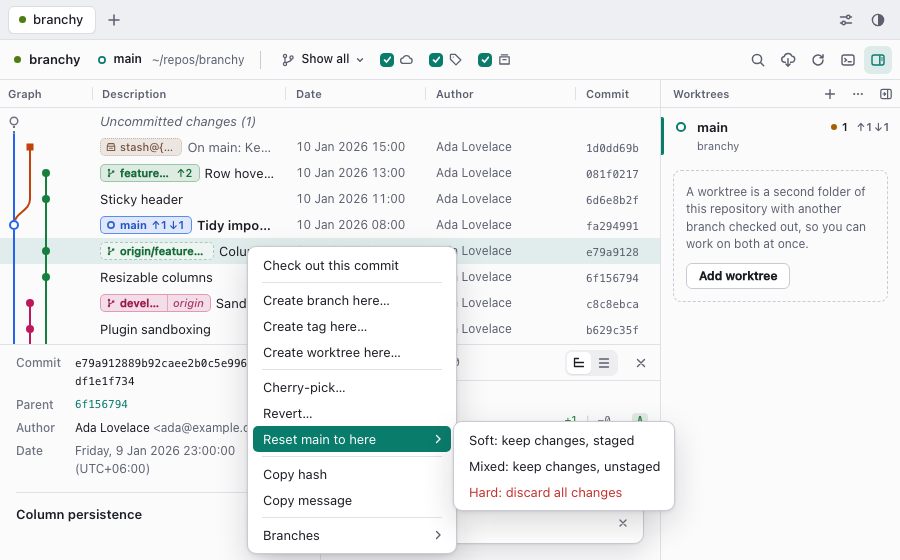 branchy
branchy main ~/repos/branchy Show all
Graph Description Date Author Commit
Uncommitted changes (1)
stash@{... On main: Ke... 10 Jan 2026 15:00 Ada Lovelace 1d0dd69b
feature... ↑2 Row hove... 10 Jan 2026 13:00 Ada Lovelace 081f0217
Sticky header 10 Jan 2026 11:00 Ada Lovelace 6d6e8b2f
main ↑1↓1 Tidy impo... 10 Jan 2026 08:00 Ada Lovelace fa294991
origin/feature... Colu Lovelace e79a9128
Resizable columns Lovelace 6f156794
devel... origin Sand Lovelace c8c8ebca
Plugin sandboxing Lovelace b629c35f
Worktrees
main 1 ↑1↓1
branchy
A worktree is a second folder of
this repository with another
branch checked out, so you can
work on both at once.
Add worktree
Commit e79a912889b92caee2b0c5e996
df1e1f734
Parent 6f156794
Author Ada Lovelace <ada@example.c
Date Friday, 9 Jan 2026 23:00:00
(UTC+06:00)
Column persistence
Check out this commit
Create branch here...
Create tag here...
Create worktree here...
Cherry-pick...
Revert...
Reset main to here
Copy hash
Copy message
Branches
Soft: keep changes, staged
Mixed: keep changes, unstaged
Hard: discard all changes